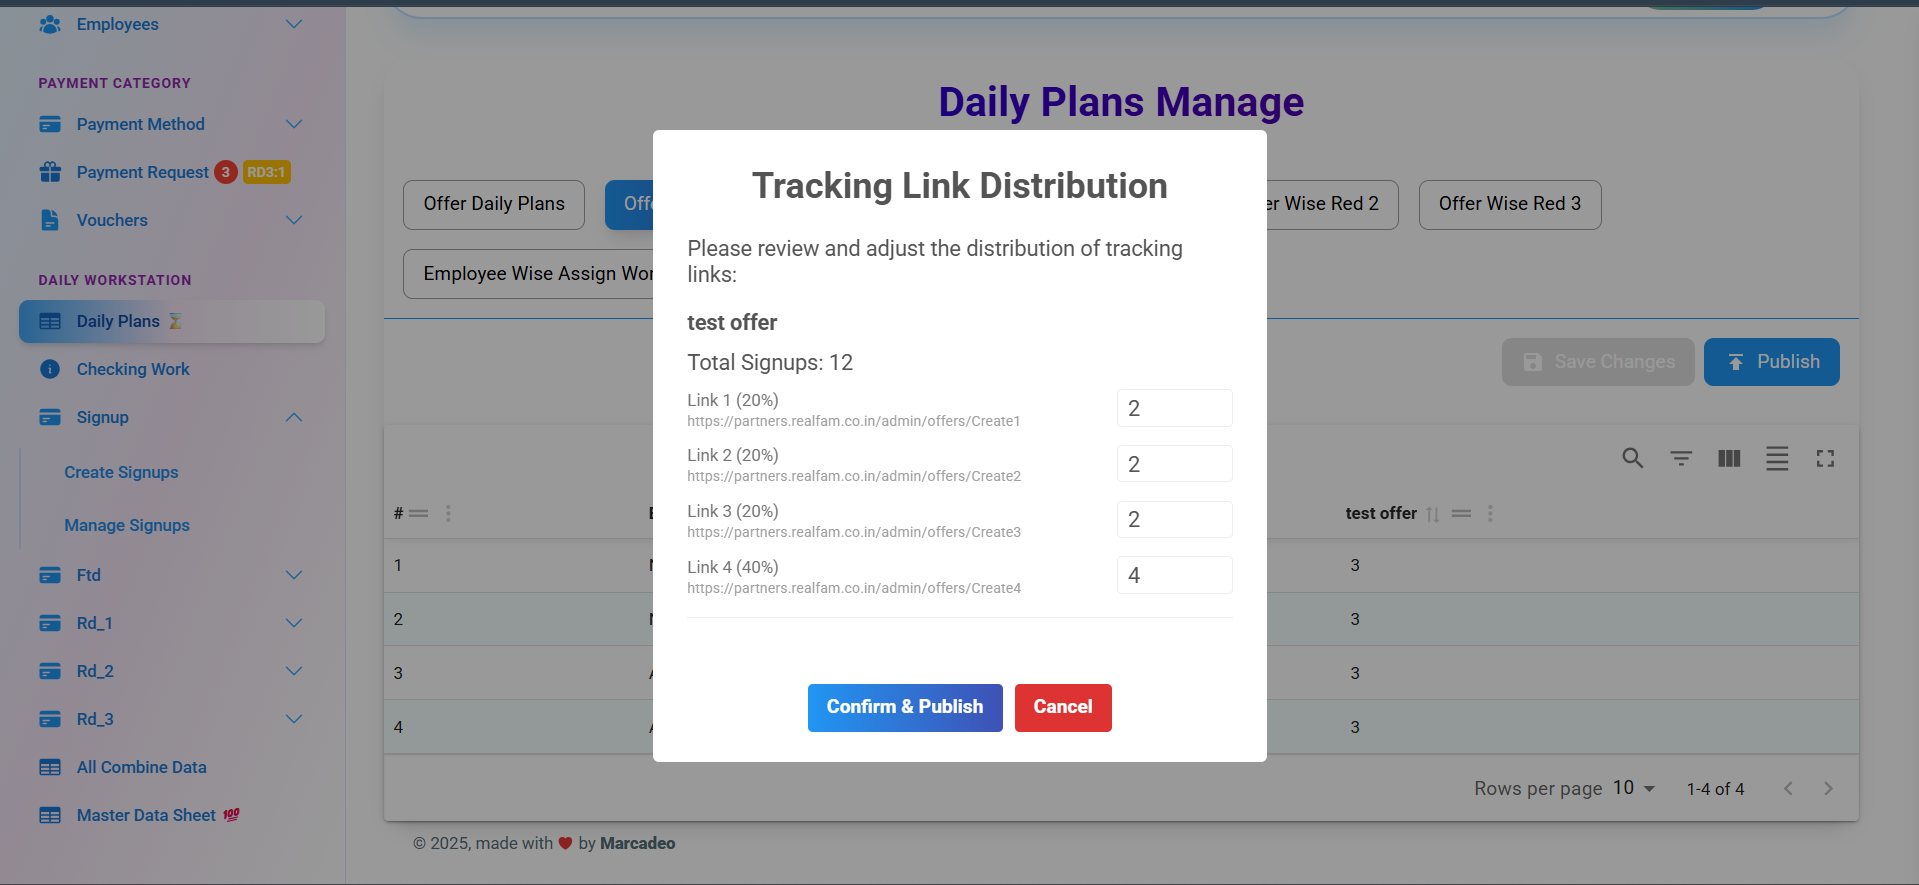 Employees
PAYMENT CATEGORY
Payment Method
Payment Request 3 RD3:1
Vouchers
DAILY WORKSTATION
Daily Plans
Checking Work
Signup
Create Signups
Manage Signups
Ftd
Rd_1
Rd_2
Rd_3
All Combine Data
Master Data Sheet 💯
Daily Plans Manage
Offer Daily Plans
Wise Red 2
Offer Wise Red 3
Employee Wise Assign
Save Changes
Publish
#
test offer
1
3
2
3
3
3
4
3
Rows per page 10
1-4 of 4
© 2025, made with ❤ by Marcadeo
Tracking Link Distribution
Please review and adjust the distribution of tracking
links:
test offer
Total Signups: 12
Link 1 (20%)
https://partners.realfam.co.in/admin/offers/Create1
2
Link 2 (20%)
https://partners.realfam.co.in/admin/offers/Create2
2
Link 3 (20%)
https://partners.realfam.co.in/admin/offers/Create3
2
Link 4 (40%)
https://partners.realfam.co.in/admin/offers/Create4
4
Confirm & Publish
Cancel